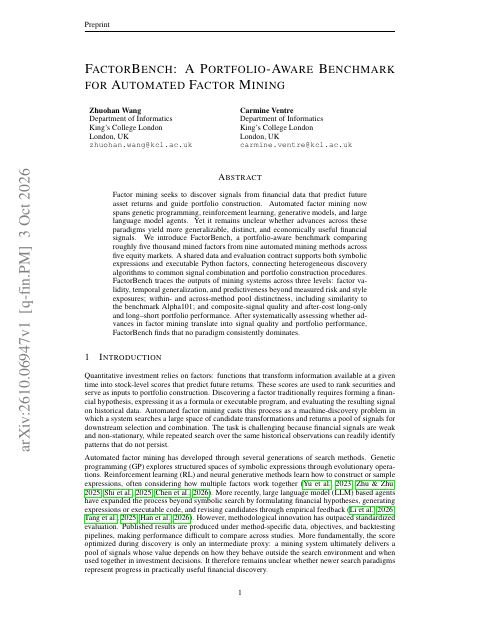 Preprint
FACTORBENCH: A PORTFOLIO-AWARE BENCHMARK
FOR AUTOMATED FACTOR MINING
Zhuohan Wang
Department of Informatics
King's College London
London, UK
zhuohan.wang@kcl.ac.uk
Carmine Ventre
Department of Informatics
King's College London
London, UK
carmine.ventre@kcl.ac.uk
ABSTRACT
Factor mining seeks to discover signals from financial data that predict future
asset returns and guide portfolio construction. Automated factor mining now
spans genetic programming, reinforcement learning, generative models, and large
language model agents. Yet it remains unclear whether advances across these
paradigms yield more generalizable, distinct, and economically useful financial
signals. We introduce FactorBench, a portfolio-aware benchmark comparing
roughly five thousand mined factors from nine automated mining methods across
five equity markets. A shared data and evaluation contract supports both symbolic
expressions and executable Python factors, connecting heterogeneous discovery
algorithms to common signal combination and portfolio construction procedures.
FactorBench traces the outputs of mining systems across three levels: factor va-
lidity, temporal generalization, and predictiveness beyond measured risk and style
exposures; within- and across-method pool distinctness, including similarity to
the benchmark Alpha101; and composite-signal quality and after-cost long-only
and long–short portfolio performance. After systematically assessing whether ad-
vances in factor mining translate into signal quality and portfolio performance,
FactorBench finds that no paradigm consistently dominates.
1 INTRODUCTION
Quantitative investment relies on factors: functions that transform information available at a given
time into stock-level scores that predict future returns. These scores are used to rank securities and
serve as inputs to portfolio construction. Discovering a factor traditionally requires forming a finan-
cial hypothesis, expressing it as a formula or executable program, and evaluating the resulting signal
on historical data. Automated factor mining casts this process as a machine-discovery problem in
which a system searches a large space of candidate transformations and returns a pool of signals for
downstream combination and use. The task is challenging because financial signals are weak
and non-stationary, while repeated search over the same historical observations can readily identify
patterns that do not persist.
Automated factor mining has developed through several generations of search methods. Genetic
programming (GP) explores structured spaces of symbolic expressions through evolutionary opera-
tions. Reinforcement learning (RL) and neural generative methods learn how to construct or sample
expressions, often considering how multiple factors work together (Yu et al., 2023; Zhu & Zhu,
2025; Shi et al., 2025; Chen et al., 2026). More recently, large language model (LLM) based agents
have expanded the process beyond symbolic search by formulating financial hypotheses, generating
expressions or executable code, and revising candidates through empirical feedback (Li et al., 2026;
Tang et al., 2025; Han et al., 2026). However, methodological innovation has outpaced standardized
evaluation. Published results are produced under different data, objectives, and backtesting
pipelines, making performance difficult to compare across studies. More fundamentally, the score
optimized during discovery is only an intermediate proxy: a mining system ultimately delivers a
pool of signals whose value depends on how they behave outside the search environment and when
used together in investment decisions. It therefore remains unclear whether newer search paradigms
represent progress in practically useful financial discovery.
1
arXiv:2610.06947v1 [q-fin.PM] 3 Oct 2026